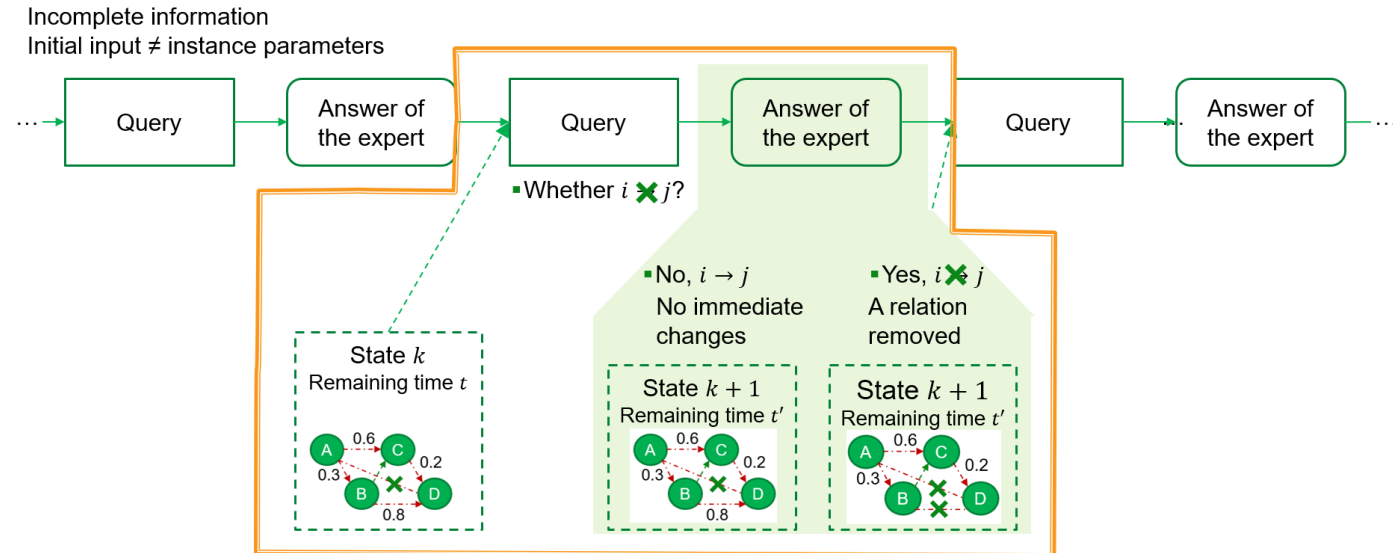 Incomplete information
Initial input ≠ instance parameters
...
Query
Answer of
the expert
Query
Answer of
the expert
Query
...
Answer of
the expert
...
▪Whether i → j?
▪No, i → j
No immediate
changes
▪Yes, i → j
A relation
removed
State k
Remaining time t
A
0.6
C
0.3
0.2
B
D
0.8
State k + 1
Remaining time t′
A
0.6
C
0.3
0.2
B
D
0.8
State k + 1
Remaining time t′
A
0.6
C
0.3
0.2
B
D